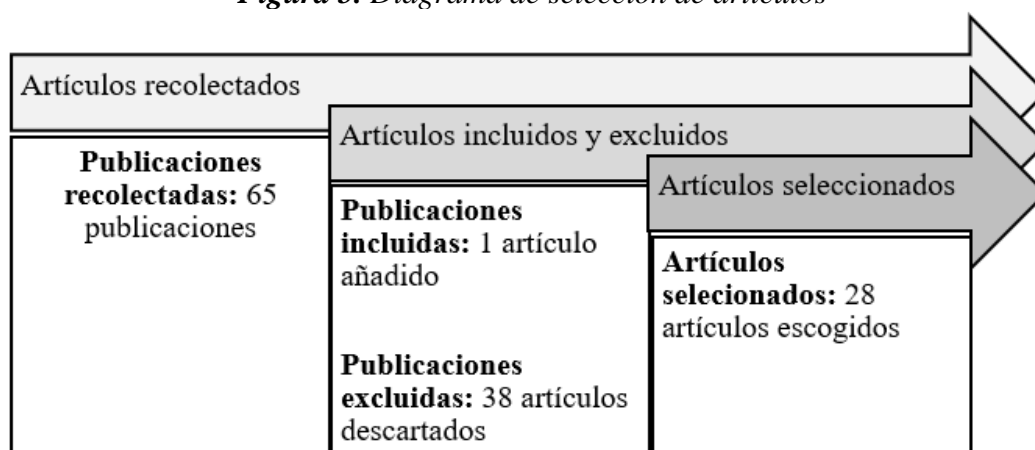 Figura 3. Diagrama de selección de artículos
Artículos recolectados
Publicaciones
recolectadas: 65
publicaciones
Artículos incluidos y excluidos
Publicaciones
incluidas: 1 artículo
añadido
Publicaciones
excluidas: 38 artículos
descartados
Artículos seleccionados
Artículos
selecionados: 28
artículos escogidos